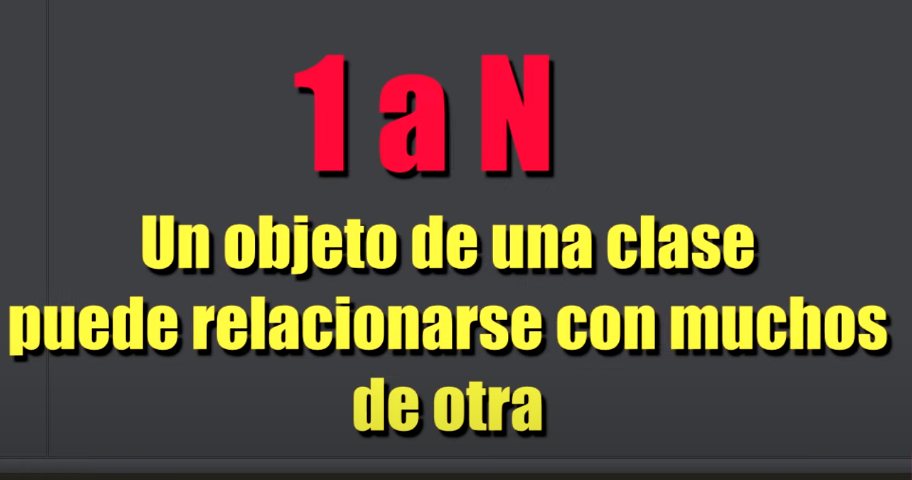 1 a N
Un objeto de una clase
puede relacionarse con muchos
de otra